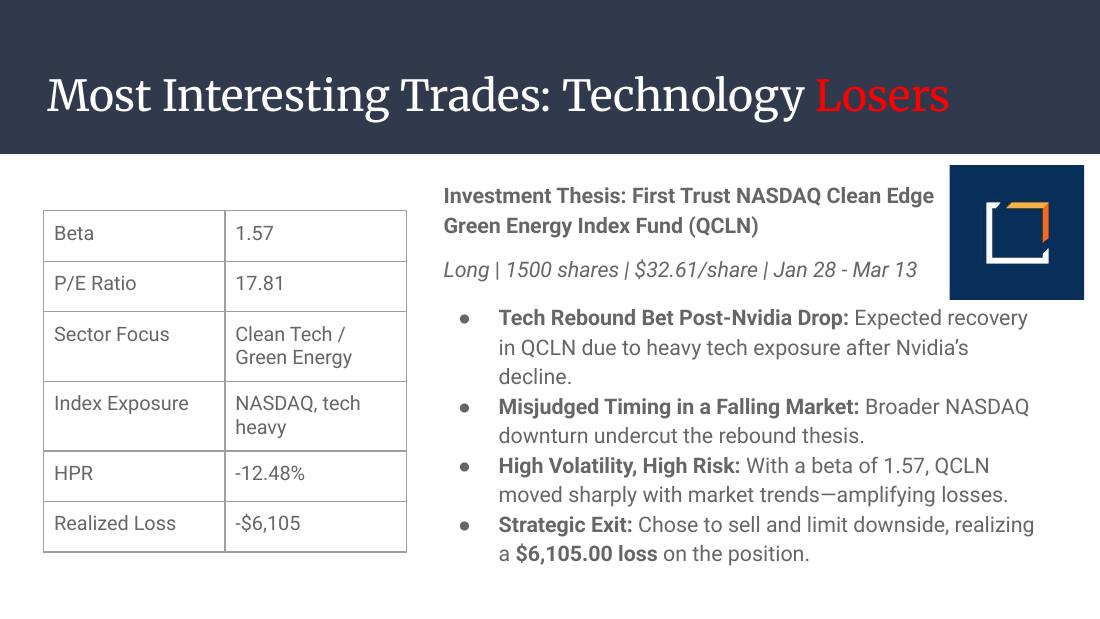 Most Interesting Trades: Technology Losers
Beta 1.57
P/E Ratio 17.81
Sector Focus Clean Tech /
Green Energy
Index Exposure NASDAQ, tech
heavy
HPR -12.48%
Realized Loss -$6,105
Investment Thesis: First Trust NASDAQ Clean Edge
Green Energy Index Fund (QCLN)
Long | 1500 shares | $32.61/share | Jan 28 - Mar 13
● Tech Rebound Bet Post-Nvidia Drop: Expected recovery
in QCLN due to heavy tech exposure after Nvidia’s
decline.
● Misjudged Timing in a Falling Market: Broader NASDAQ
downturn undercut the rebound thesis.
● High Volatility, High Risk: With a beta of 1.57, QCLN
moved sharply with market trends—amplifying losses.
● Strategic Exit: Chose to sell and limit downside, realizing
a $6,105.00 loss on the position.